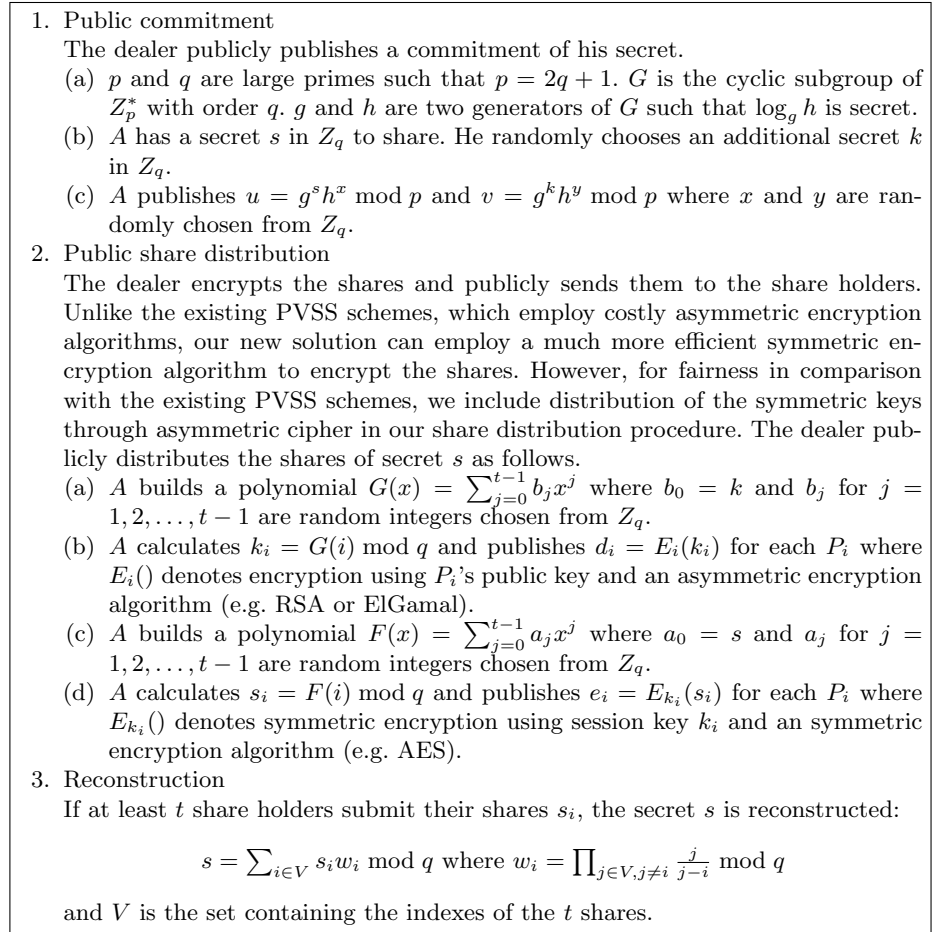 1. Public commitment
The dealer publicly publishes a commitment of his secret.
(a) p and q are large primes such that p = 2q + 1. G is the cyclic subgroup of
Z_p^* with order q. g and h are two generators of G such that log_g h is secret.
(b) A has a secret s in Z_q to share. He randomly chooses an additional secret k
in Z_q.
(c) A publishes u = g^s h^x mod p and v = g^k h^y mod p where x and y are ran-
domly chosen from Z_q.
2. Public share distribution
The dealer encrypts the shares and publicly sends them to the share holders.
Unlike the existing PVSS schemes, which employ costly asymmetric encryption
algorithms, our new solution can employ a much more efficient symmetric en-
cryption algorithm to encrypt the shares. However, for fairness in comparison
with the existing PVSS schemes, we include distribution of the symmetric keys
through asymmetric cipher in our share distribution procedure. The dealer pub-
licly distributes the shares of secret s as follows.
(a) A builds a polynomial G(x) = ∑_{j=0}^{t−1} b_j x^j where b_0 = k and b_j for j =
1, 2, . . . , t − 1 are random integers chosen from Z_q.
(b) A calculates k_i = G(i) mod q and publishes d_i = E_i(k_i) for each P_i where
E_i() denotes encryption using P_i's public key and an asymmetric encryption
algorithm (e.g. RSA or ElGamal).
(c) A builds a polynomial F(x) = ∑_{j=0}^{t−1} a_j x^j where a_0 = s and a_j for j =
1, 2, . . . , t − 1 are random integers chosen from Z_q.
(d) A calculates s_i = F(i) mod q and publishes e_i = E_{k_i}(s_i) for each P_i where
E_{k_i}() denotes symmetric encryption using session key k_i and an symmetric
encryption algorithm (e.g. AES).
3. Reconstruction
If at least t share holders submit their shares s_i, the secret s is reconstructed:
s = ∑_{i∈V} s_i w_i mod q where w_i = ∏_{j∈V,j≠i} \frac{j}{j−i} mod q
and V is the set containing the indexes of the t shares.